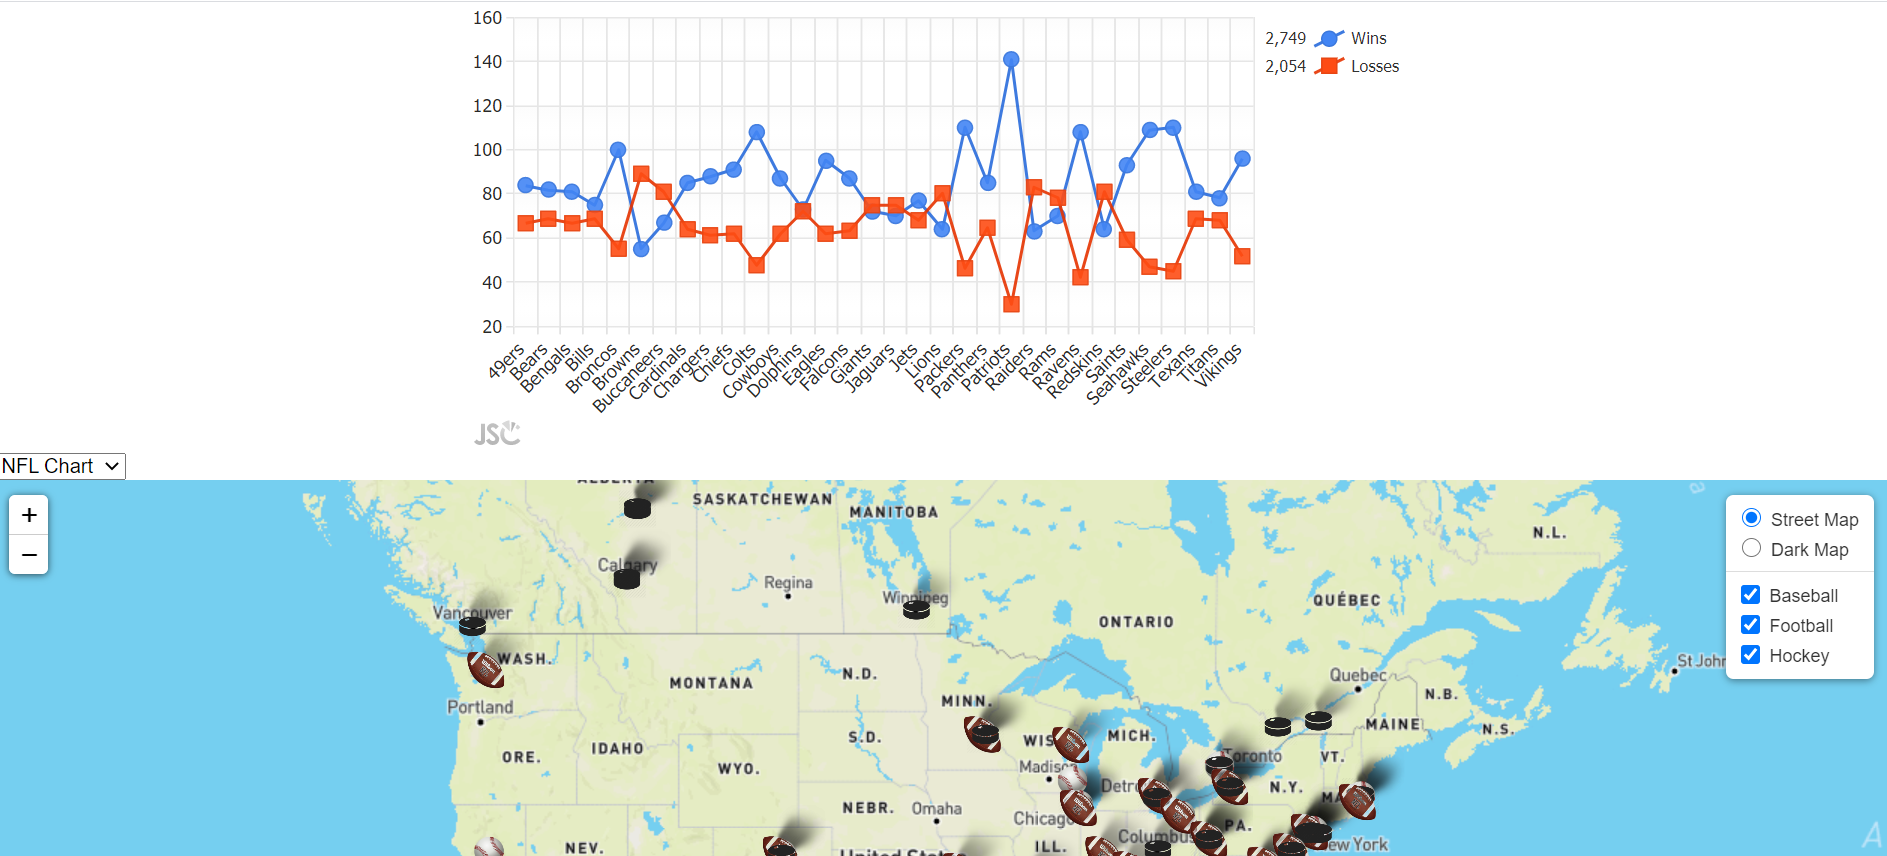 160
140
120
100
80
60
40
20
2,749 Wins
2,054 Losses
49ers
Bears
Bengals
Bills
Broncos
Browns
Buccaneers
Cardinals
Chargers
Chiefs
Colts
Cowboys
Dolphins
Eagles
Falcons
Giants
Jaguars
Jets
Lions
Packers
Panthers
Patriots
Raiders
Rams
Ravens
Redskins
Saints
Seahawks
Steelers
Texans
Titans
Vikings
JSC
NFL Chart
+
−
Street Map
Dark Map
Baseball
Football
Hockey
ALBERTA
SASKATCHEWAN
MANITOBA
N.L.
Calgary
Regina
Winnipeg
Vancouver
ONTARIO
QUÉBEC
WASH.
MONTANA
N.D.
St John
Quebec
N.B.
Portland
MINN.
MAINE
N.S.
ORE.
IDAHO
S.D.
WIS
MICH.
Toronto
VT.
WYO.
Madison
Detr
N.Y.
MA
NEBR.
Omaha
Chicago
Columbus
PA.
NEV.
United Stat
ILL.
ew York